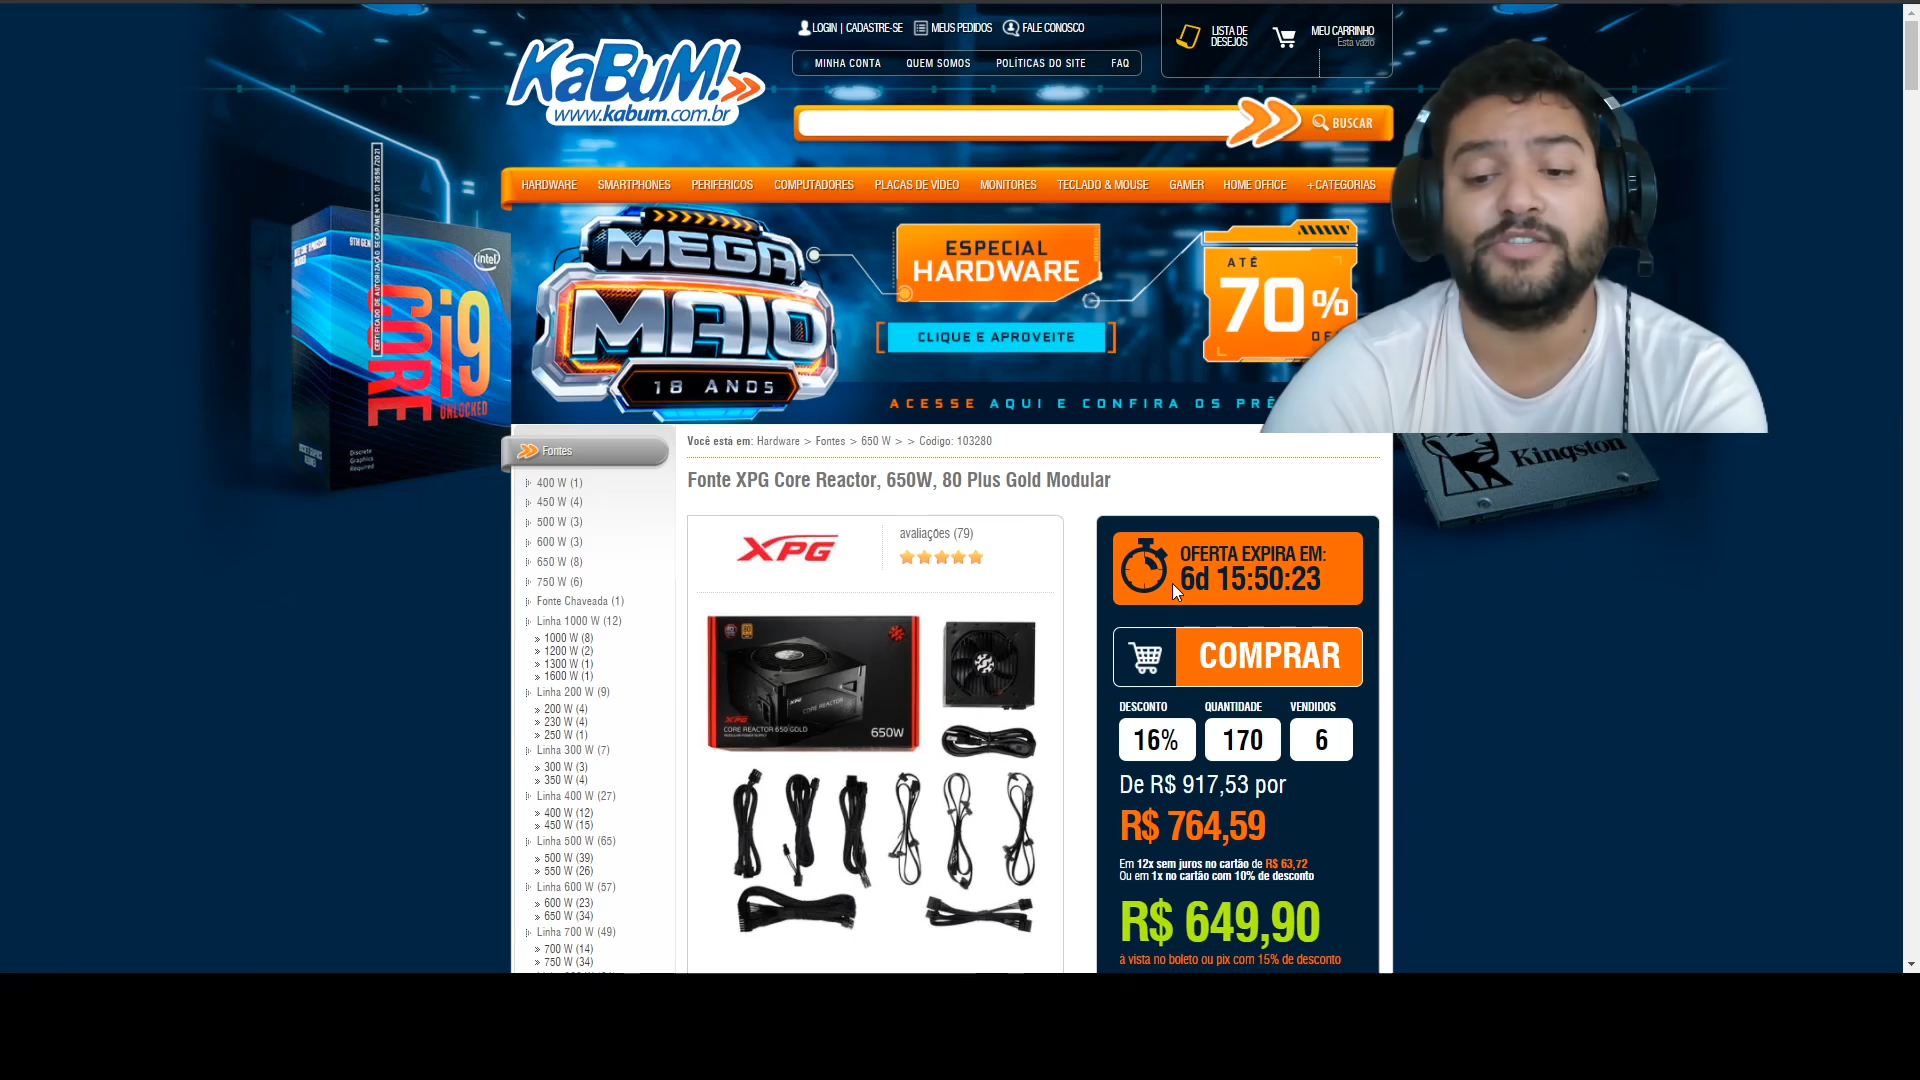 LOGIN | CADASTRE-SE MEUS PEDIDOS FALE CONOSCO
LISTA DE DESEJOS
MEU CARRINHO
Esta vazio
MINHA CONTA QUEM SOMOS POLÍTICAS DO SITE FAQ
KaBuM!
www.kabum.com.br
BUSCAR
HARDWARE SMARTPHONES PERIFÉRICOS COMPUTADORES PLACAS DE VÍDEO MONITORES TECLADO & MOUSE GAMER HOME OFFICE +CATEGORIAS
MEGA
MAIO
18 ANOS
ESPECIAL
HARDWARE
CLIQUE E APROVEITE
ATÉ
70%
ACESSE AQUI E CONFIRA OS PRÊ
intel
CORE i9
UNLOCKED
Discrete
Graphics
Required
Kingston
Fontes
400 W (1)
450 W (4)
500 W (3)
600 W (3)
650 W (8)
750 W (6)
Fonte Chaveada (1)
Linha 1000 W (12)
1000 W (8)
1200 W (2)
1300 W (1)
1600 W (1)
Linha 200 W (9)
200 W (4)
230 W (4)
250 W (1)
Linha 300 W (7)
300 W (3)
350 W (4)
Linha 400 W (27)
400 W (12)
450 W (15)
Linha 500 W (65)
500 W (39)
550 W (26)
Linha 600 W (57)
600 W (23)
650 W (34)
Linha 700 W (49)
700 W (14)
750 W (34)
Você está em: Hardware > Fontes > 650 W > > Código: 103280
Fonte XPG Core Reactor, 650W, 80 Plus Gold Modular
XPG
avaliações (79)
XPG
CORE REACTOR 650 GOLD
MODULAR POWER SUPPLY
CORE REACTOR
650W
OFERTA EXPIRA EM:
6d 15:50:23
COMPRAR
DESCONTO QUANTIDADE VENDIDOS
16% 170 6
De R$ 917,53 por
R$ 764,59
Em 12x sem juros no cartão de R$ 63,72
Ou em 1x no cartão com 10% de desconto
R$ 649,90
à vista no boleto ou pix com 15% de desconto